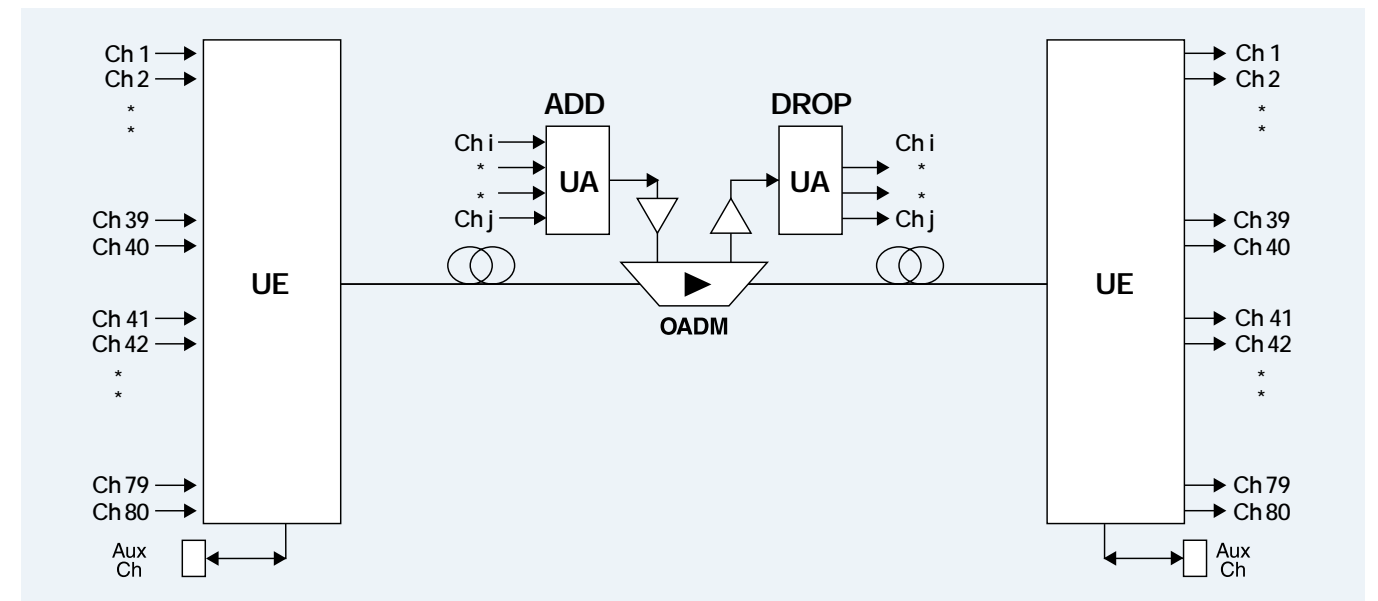 Ch 1
Ch 2
*
*
Ch 39
Ch 40
Ch 41
Ch 42
*
*
Ch 79
Ch 80
Aux
Ch
UE
ADD
Ch i
*
*
Ch j
UA
OADM
DROP
UA
Ch i
*
*
Ch j
UE
Ch 1
Ch 2
*
*
Ch 39
Ch 40
Ch 41
Ch 42
*
*
Ch 79
Ch 80
Aux
Ch